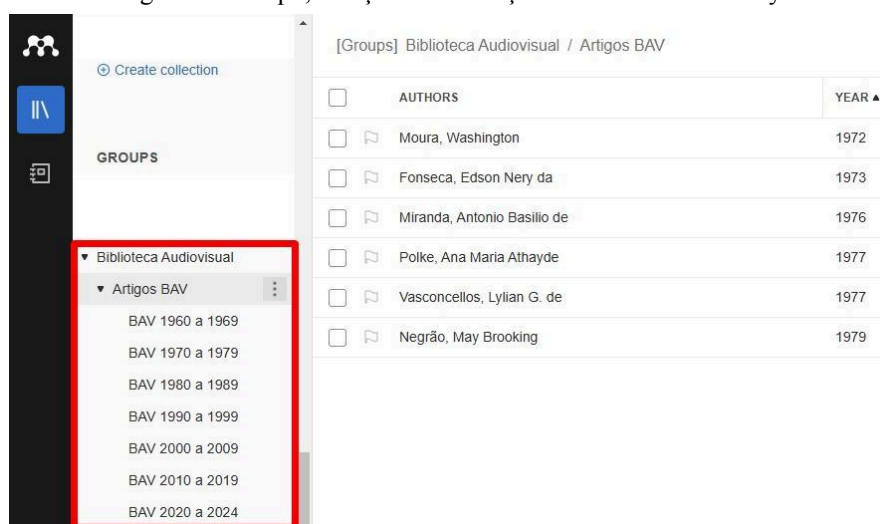 [Groups] Biblioteca Audiovisual / Artigos BAV
Create collection
GROUPS
Biblioteca Audiovisual
Artigos BAV
BAV 1960 a 1969
BAV 1970 a 1979
BAV 1980 a 1989
BAV 1990 a 1999
BAV 2000 a 2009
BAV 2010 a 2019
BAV 2020 a 2024
AUTHORS YEAR
Moura, Washington 1972
Fonseca, Edson Nery da 1973
Miranda, Antonio Basilio de 1976
Polke, Ana Maria Athayde 1977
Vasconcellos, Lylian G. de 1977
Negrão, May Brooking 1979